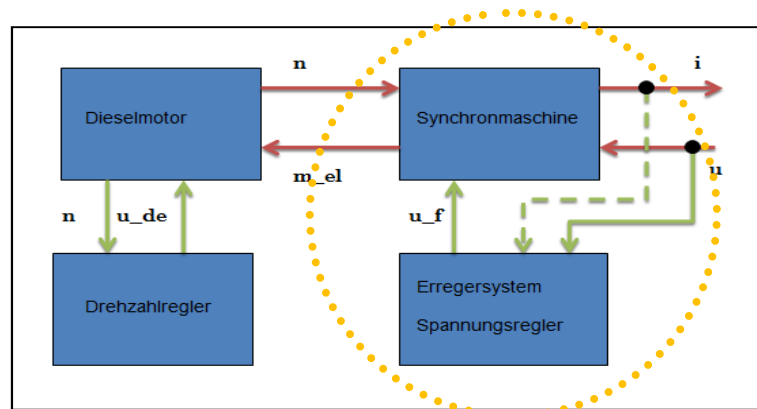 n
i
Dieselmotor
Synchronmaschine
m_el
u
n
u_de
u_f
Drehzahlregler
Erregersystem
Spannungsregler